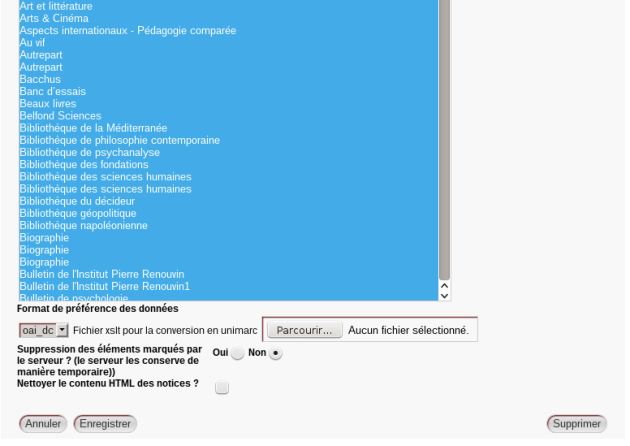 Art et littérature
Arts & Cinéma
Aspects internationaux - Pédagogie comparée
Au vif
Autrepart
Autrepart
Bacchus
Banc d'essais
Beaux livres
Belfond Sciences
Bibliothèque de la Méditerranée
Bibliothèque de philosophie contemporaine
Bibliothèque de psychanalyse
Bibliothèque des fondations
Bibliothèque des sciences humaines
Bibliothèque des sciences humaines
Bibliothèque du décideur
Bibliothèque géopolitique
Bibliothèque napoléonienne
Biographie
Biographie
Biographie
Bulletin de l'Institut Pierre Renouvin
Bulletin de l'Institut Pierre Renouvin1
Bulletin de psychologie
Format de préférence des données
oai_dc Fichier xslt pour la conversion en unimarc Parcourir... Aucun fichier sélectionné.
Suppression des éléments marqués par
le serveur ? (le serveur les conserve de
manière temporaire))
Oui Non
Nettoyer le contenu HTML des notices ?
Annuler Enregistrer Supprimer